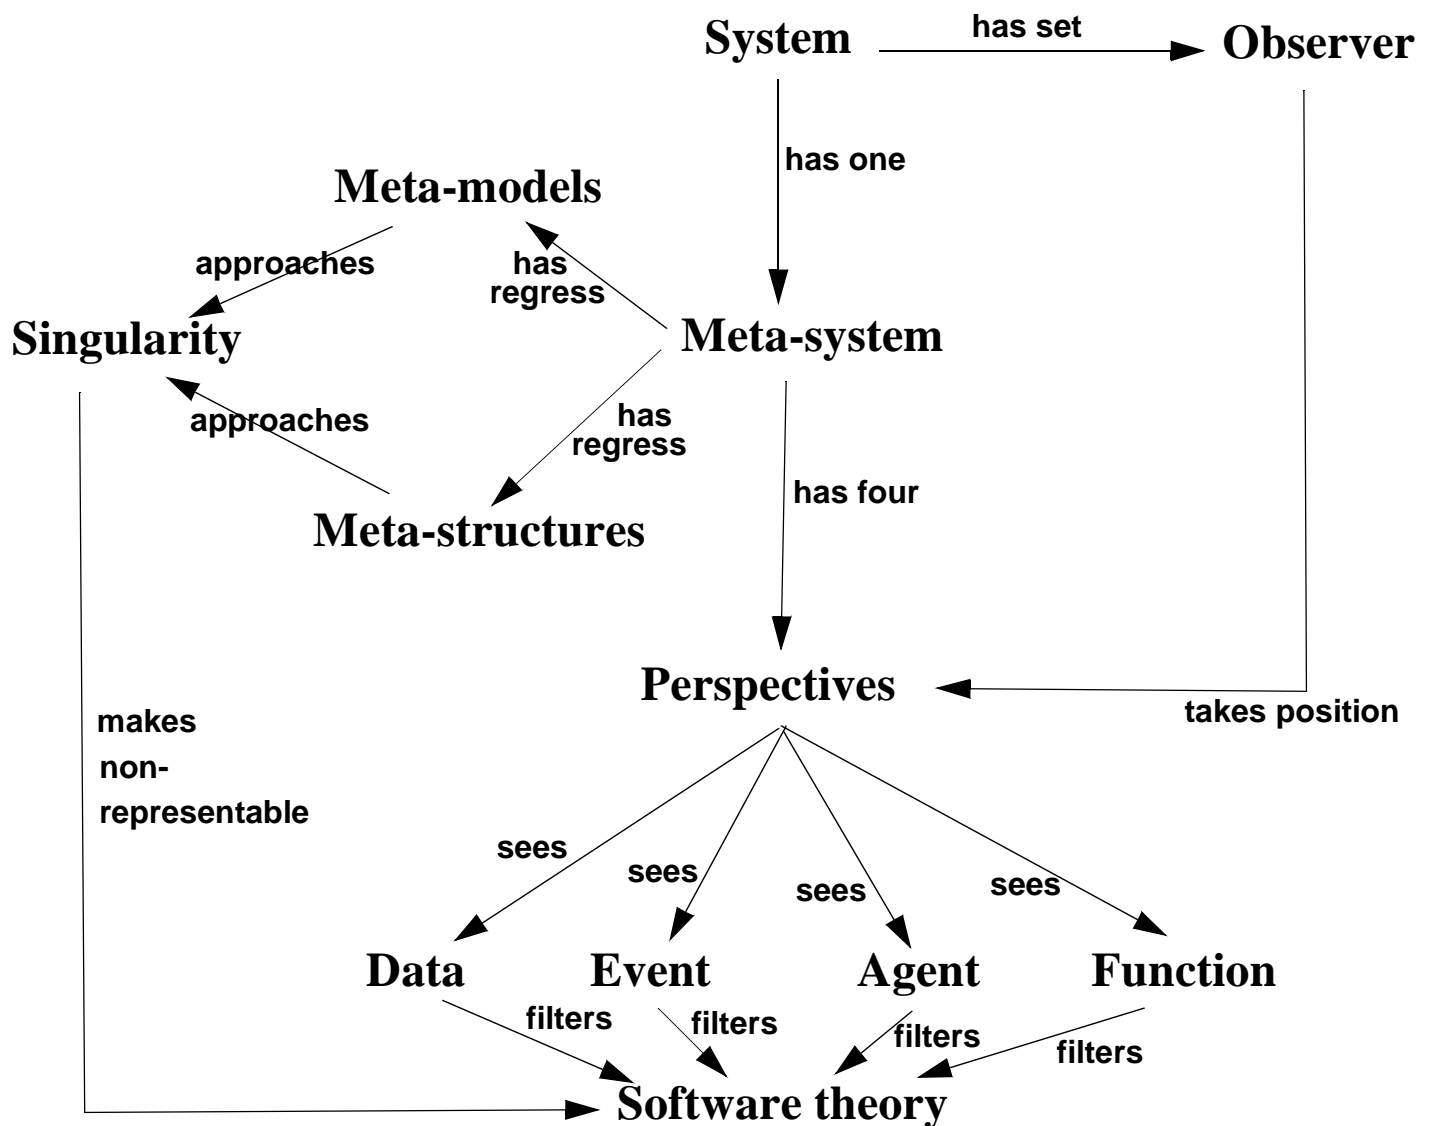 System
has set
Observer
has one
Meta-models
approaches
has
regress
Singularity
Meta-system
approaches
has
regress
has four
Meta-structures
Perspectives
takes position
makes
non-
representable
sees
sees
sees
sees
Data
Event
Agent
Function
filters
filters
filters
filters
Software theory